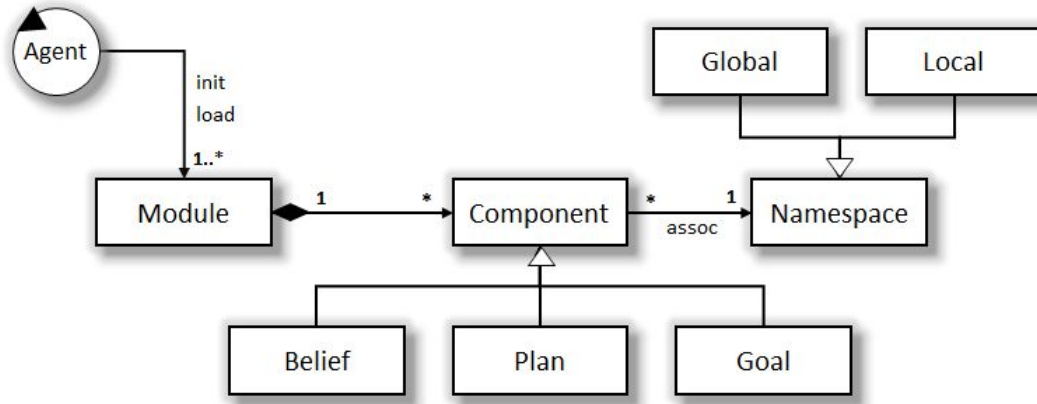 Agent
init
load
1..*
Global
Local
Module
1
*
Component
*
1
assoc
Namespace
Belief
Plan
Goal